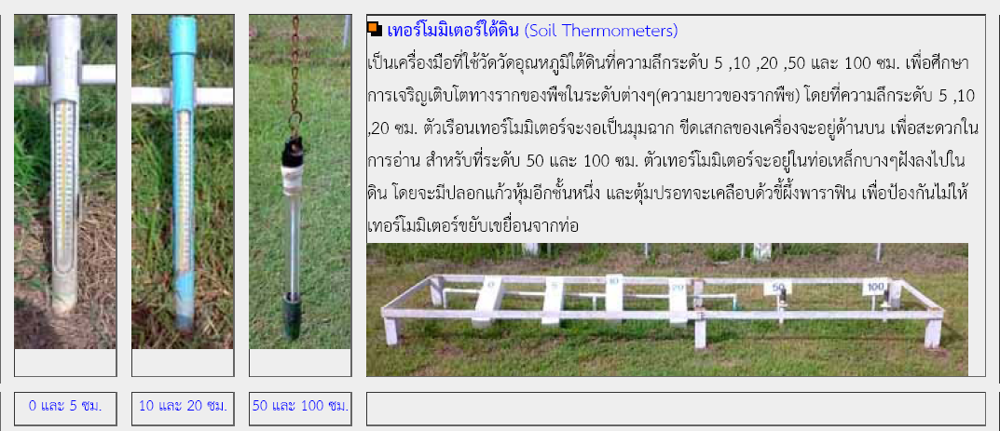 เทอร์โมมิเตอร์ใต้ดิน (Soil Thermometers)
เป็นเครื่องมือที่ใช้วัดวัดอุณหภูมิใต้ดินที่ความลึกระดับ 5 ,10 ,20 ,50 และ 100 ซม. เพื่อศึกษา
การเจริญเติบโตทางรากของพืชในระดับต่างๆ(ความยาวของรากพืช) โดยที่ความลึกระดับ 5 ,10
,20 ซม. ตัวเรือนเทอร์โมมิเตอร์จะงอเป็นมุมฉาก ขีดเสกลของเครื่องจะอยู่ด้านบน เพื่อสะดวกใน
การอ่าน สำหรับที่ระดับ 50 และ 100 ซม. ตัวเทอร์โมมิเตอร์จะอยู่ในท่อเหล็กบางๆฝังลงไปใน
ดิน โดยจะมีปลอกแก้วหุ้มอีกชั้นหนึ่ง และตุ้มปรอทจะเคลือบด้วขี้ผึ้งพาราฟิน เพื่อป้องกันไม่ให้
เทอร์โมมิเตอร์ขยับเขยื่อนจากท่อ
0 5 10 20 50 100
0 และ 5 ซม.
10 และ 20 ซม.
50 และ 100 ซม.